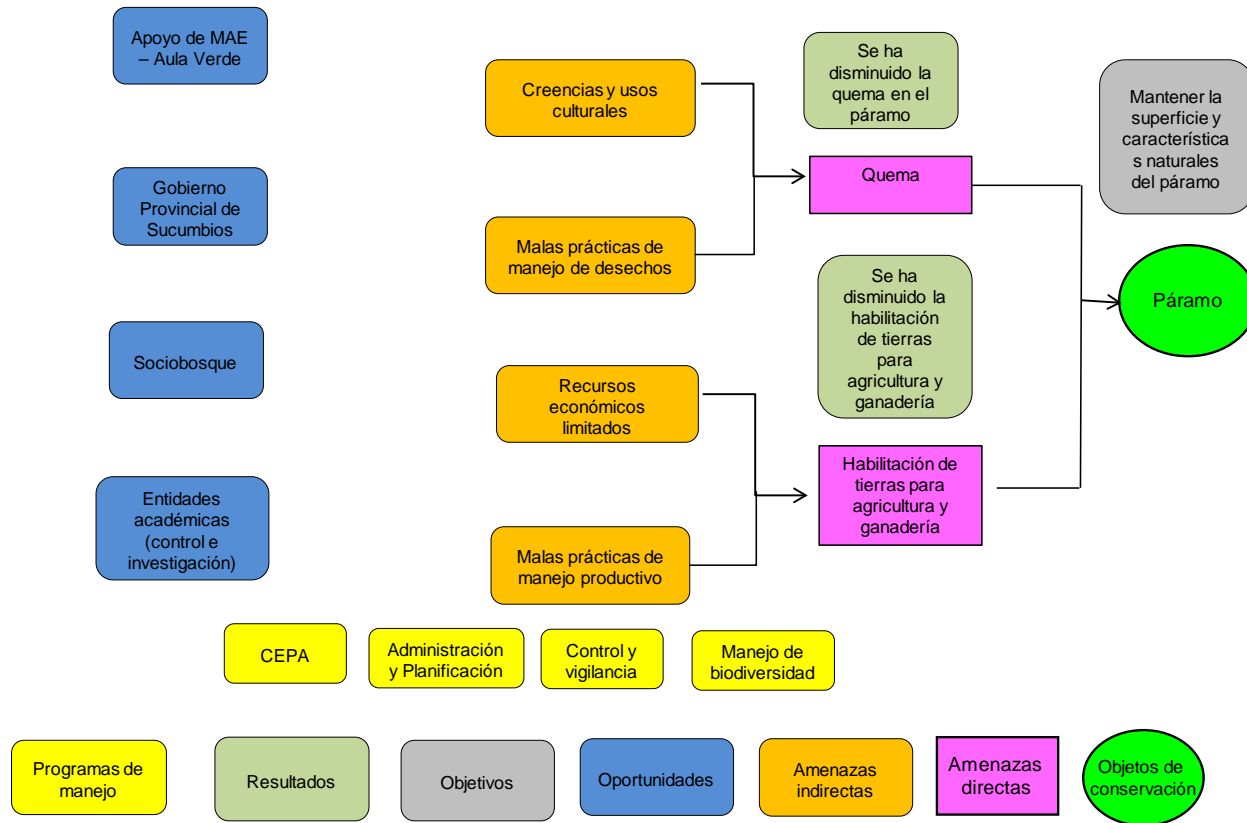 Apoyo de MAE
– Aula Verde
Gobierno
Provincial de
Sucumbios
Sociobosque
Entidades
académicas
(control e
investigación)
Creencias y usos
culturales
Malas prácticas de
manejo de desechos
Recursos
económicos
limitados
Malas prácticas de
manejo productivo
Se ha
disminuido la
quema en el
páramo
Quema
Se ha
disminuido la
habilitación
de tierras
para
agricultura y
ganadería
Habilitación de
tierras para
agricultura y
ganadería
Mantener la
superficie y
característica
s naturales
del páramo
Páramo
CEPA
Administración
y Planificación
Control y
vigilancia
Manejo de
biodiversidad
Programas de
manejo
Resultados
Objetivos
Oportunidades
Amenazas
indirectas
Amenazas
directas
Objetos de
conservación